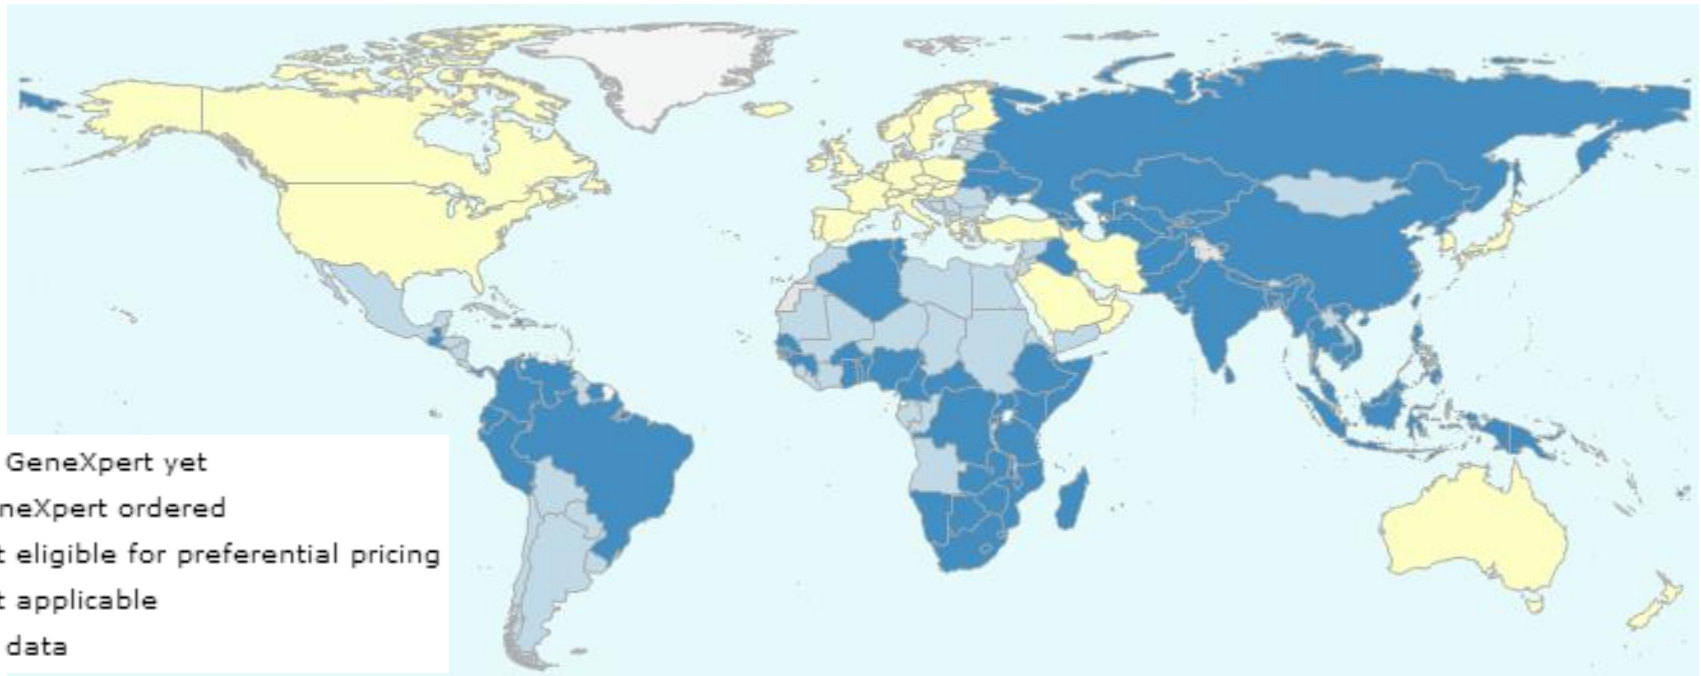 GeneXpert yet
neXpert ordered
t eligible for preferential pricing
t applicable
data